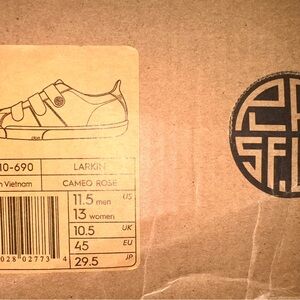 10-690 LARKIN
Vietnam CAMEO ROSE
11.5 men US
13 women
10.5 UK
45 EU
29.5 JP
028 02773 4